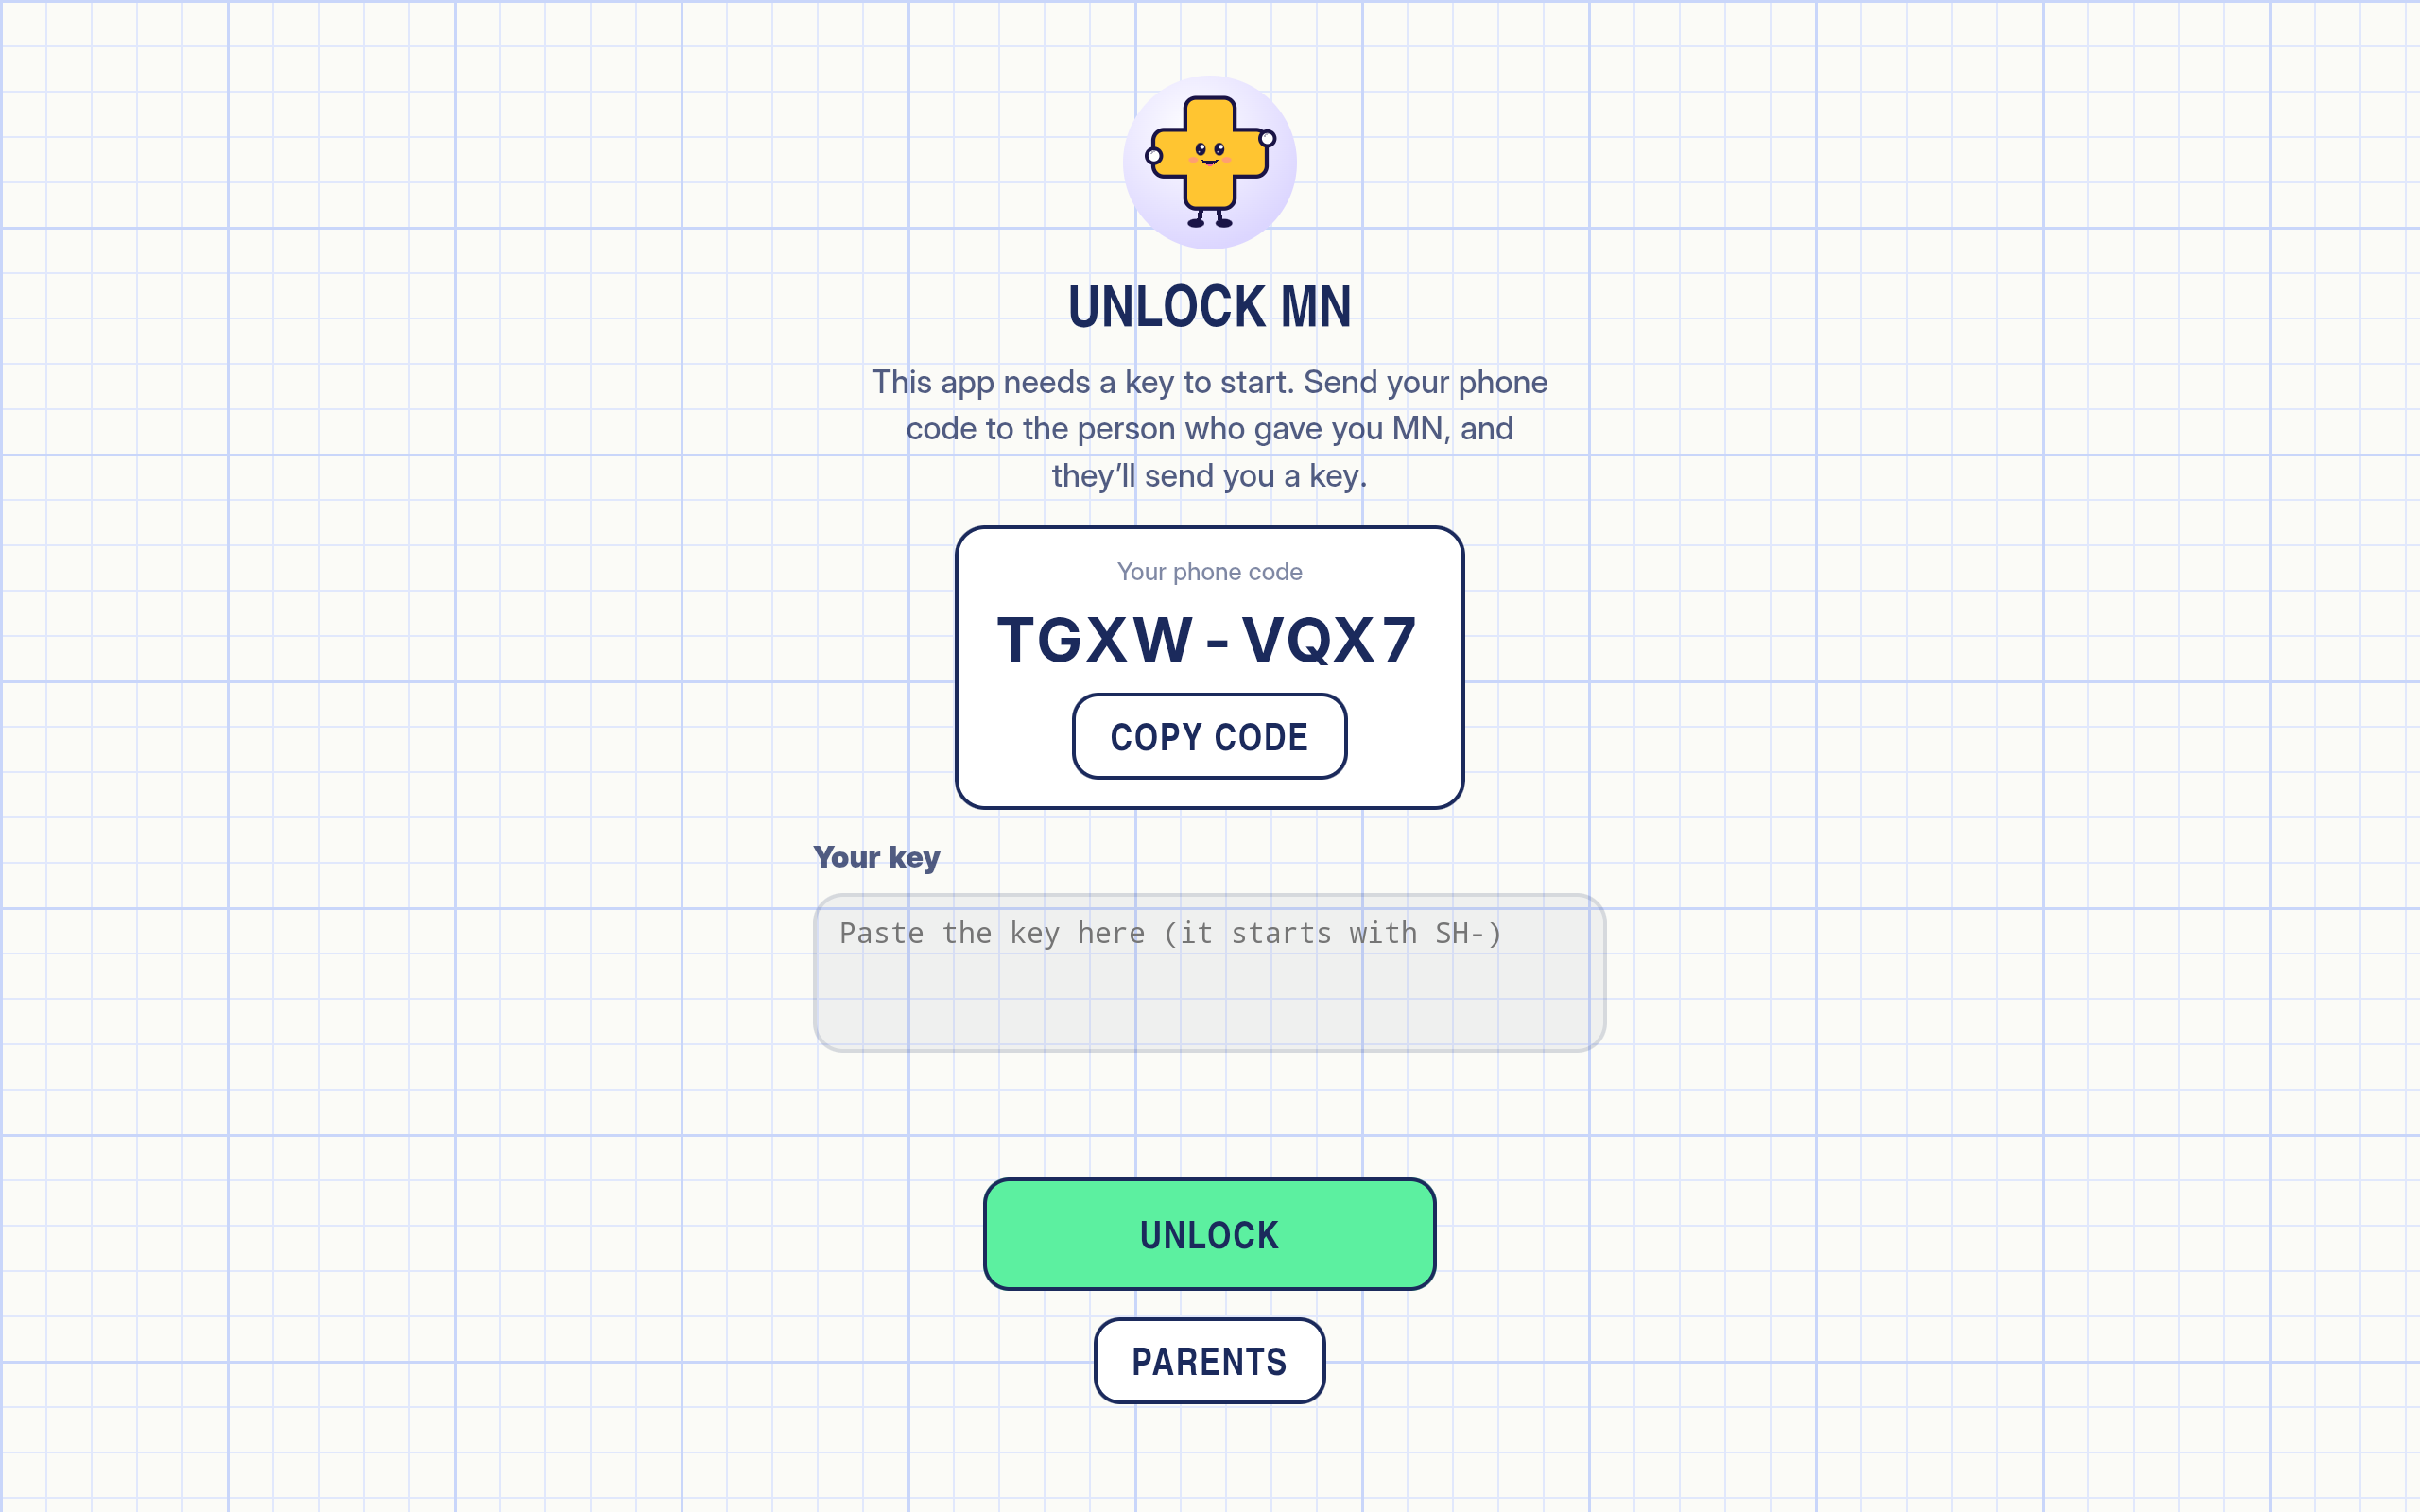 UNLOCK MN
This app needs a key to start. Send your phone
code to the person who gave you MN, and
they’ll send you a key.
Your phone code
TGXW-VQX7
COPY CODE
Your key
Paste the key here (it starts with SH-)
UNLOCK
PARENTS